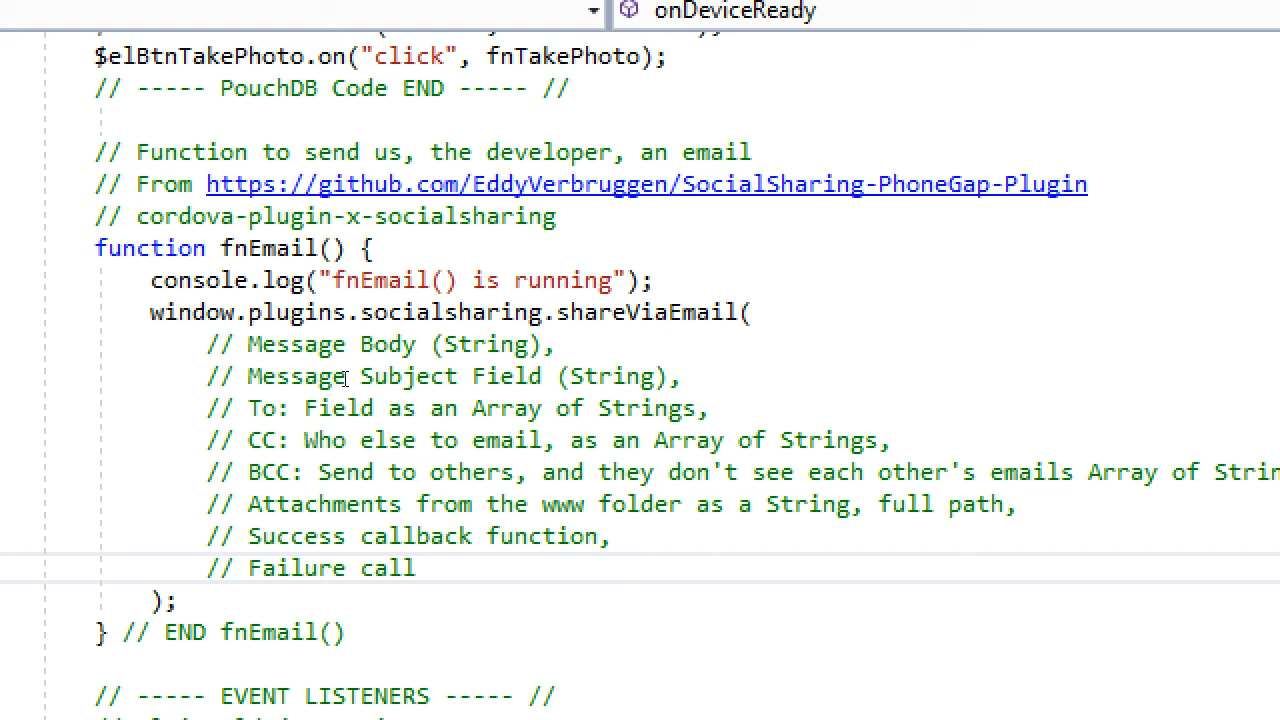 onDeviceReady
$elBtnTakePhoto.on("click", fnTakePhoto);
// ----- PouchDB Code END ----- //
// Function to send us, the developer, an email
// From https://github.com/EddyVerbruggen/SocialSharing-PhoneGap-Plugin
// cordova-plugin-x-socialsharing
function fnEmail() {
console.log("fnEmail() is running");
window.plugins.socialsharing.shareViaEmail(
// Message Body (String),
// Message Subject Field (String),
// To: Field as an Array of Strings,
// CC: Who else to email, as an Array of Strings,
// BCC: Send to others, and they don't see each other's emails Array of Strin
// Attachments from the www folder as a String, full path,
// Success callback function,
// Failure call
);
} // END fnEmail()
// ----- EVENT LISTENERS ----- //